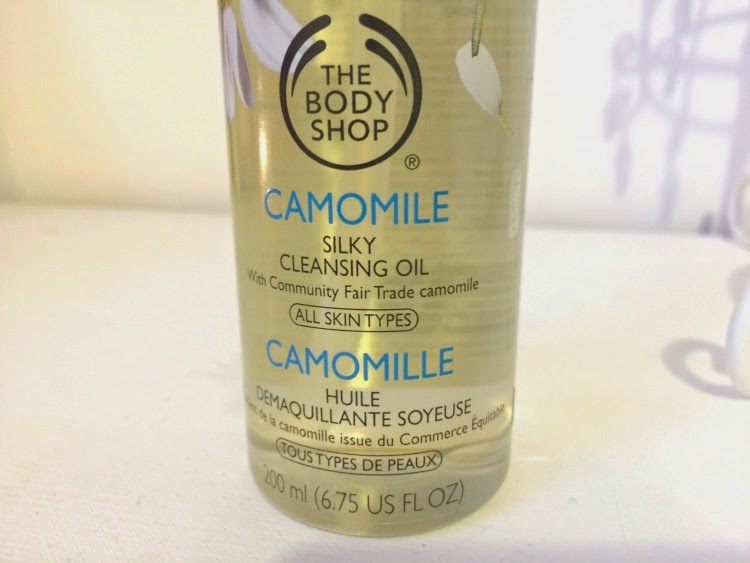 THE
BODY
SHOP
®
CAMOMILE
SILKY
CLEANSING OIL
With Community Fair Trade camomile
ALL SKIN TYPES
CAMOMILLE
HUILE
DEMAQUILLANTE SOYEUSE
de la camomille issue du Commerce Équitable
TOUS TYPES DE PEAUX
200 ml (6.75 US FL OZ)